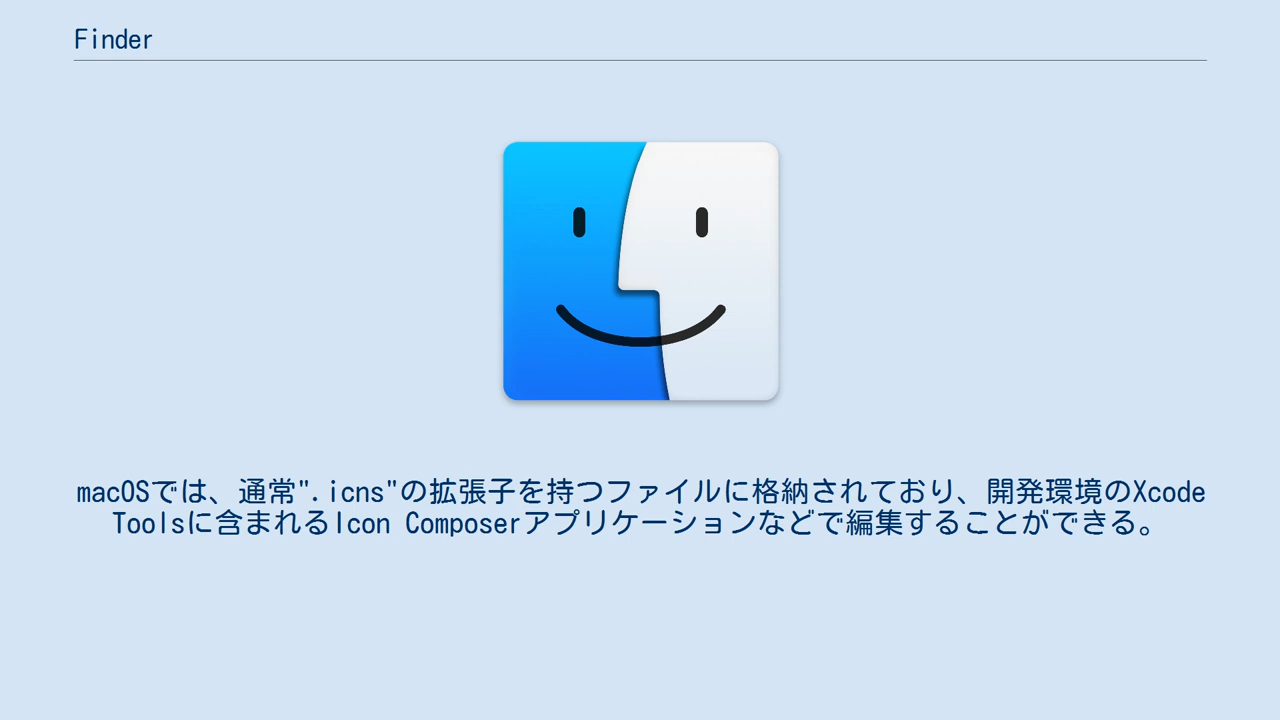 Finder
macOSでは、通常".icns"の拡張子を持つファイルに格納されており、開発環境のXcode
Toolsに含まれるIcon Composerアプリケーションなどで編集することができる。